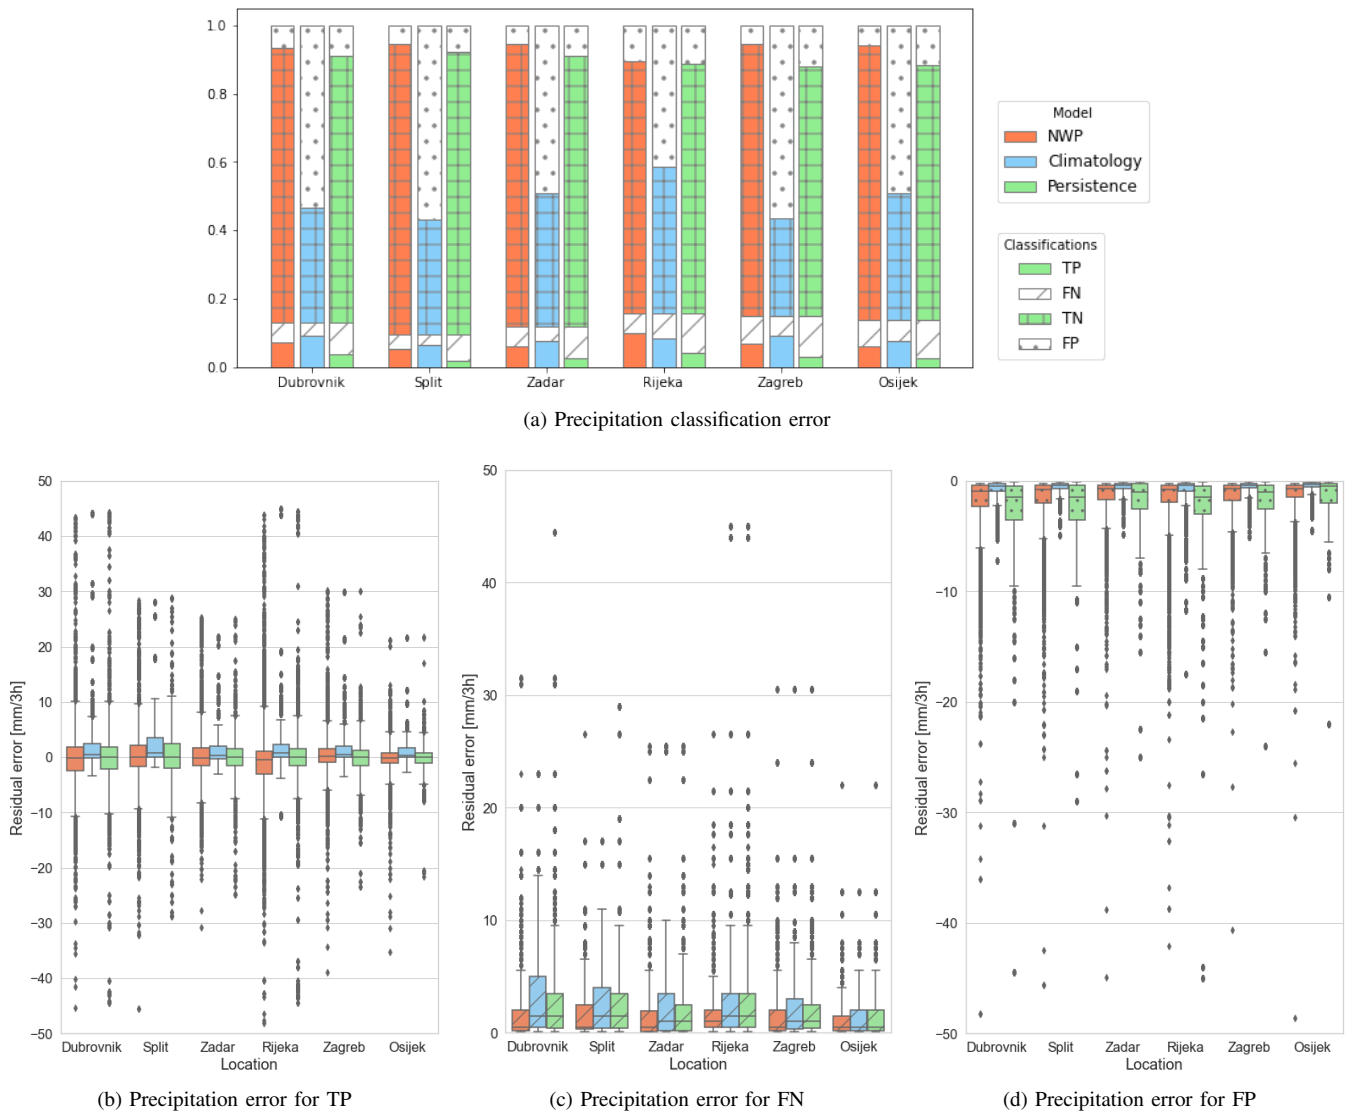 1.0
0.8
0.6
0.4
0.2
0.0
Dubrovnik Split Zadar Rijeka Zagreb Osijek
Model
NWP
Climatology
Persistence
Classifications
TP
FN
TN
FP
(a) Precipitation classification error
50
40
30
20
10
0
−10
−20
−30
−40
−50
Residual error [mm/3h]
Dubrovnik Split Zadar Rijeka Zagreb Osijek
Location
(b) Precipitation error for TP
50
40
30
20
10
0
Residual error [mm/3h]
Dubrovnik Split Zadar Rijeka Zagreb Osijek
Location
(c) Precipitation error for FN
0
−10
−20
−30
−40
−50
Residual error [mm/3h]
Dubrovnik Split Zadar Rijeka Zagreb Osijek
Location
(d) Precipitation error for FP